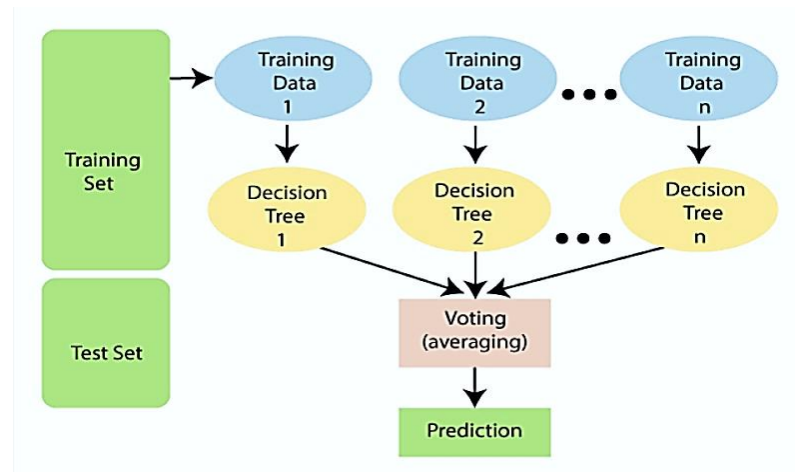 Training
Set
Test Set
Training
Data
1
Training
Data
2
Training
Data
n
Decision
Tree
1
Decision
Tree
2
Decision
Tree
n
Voting
(averaging)
Prediction